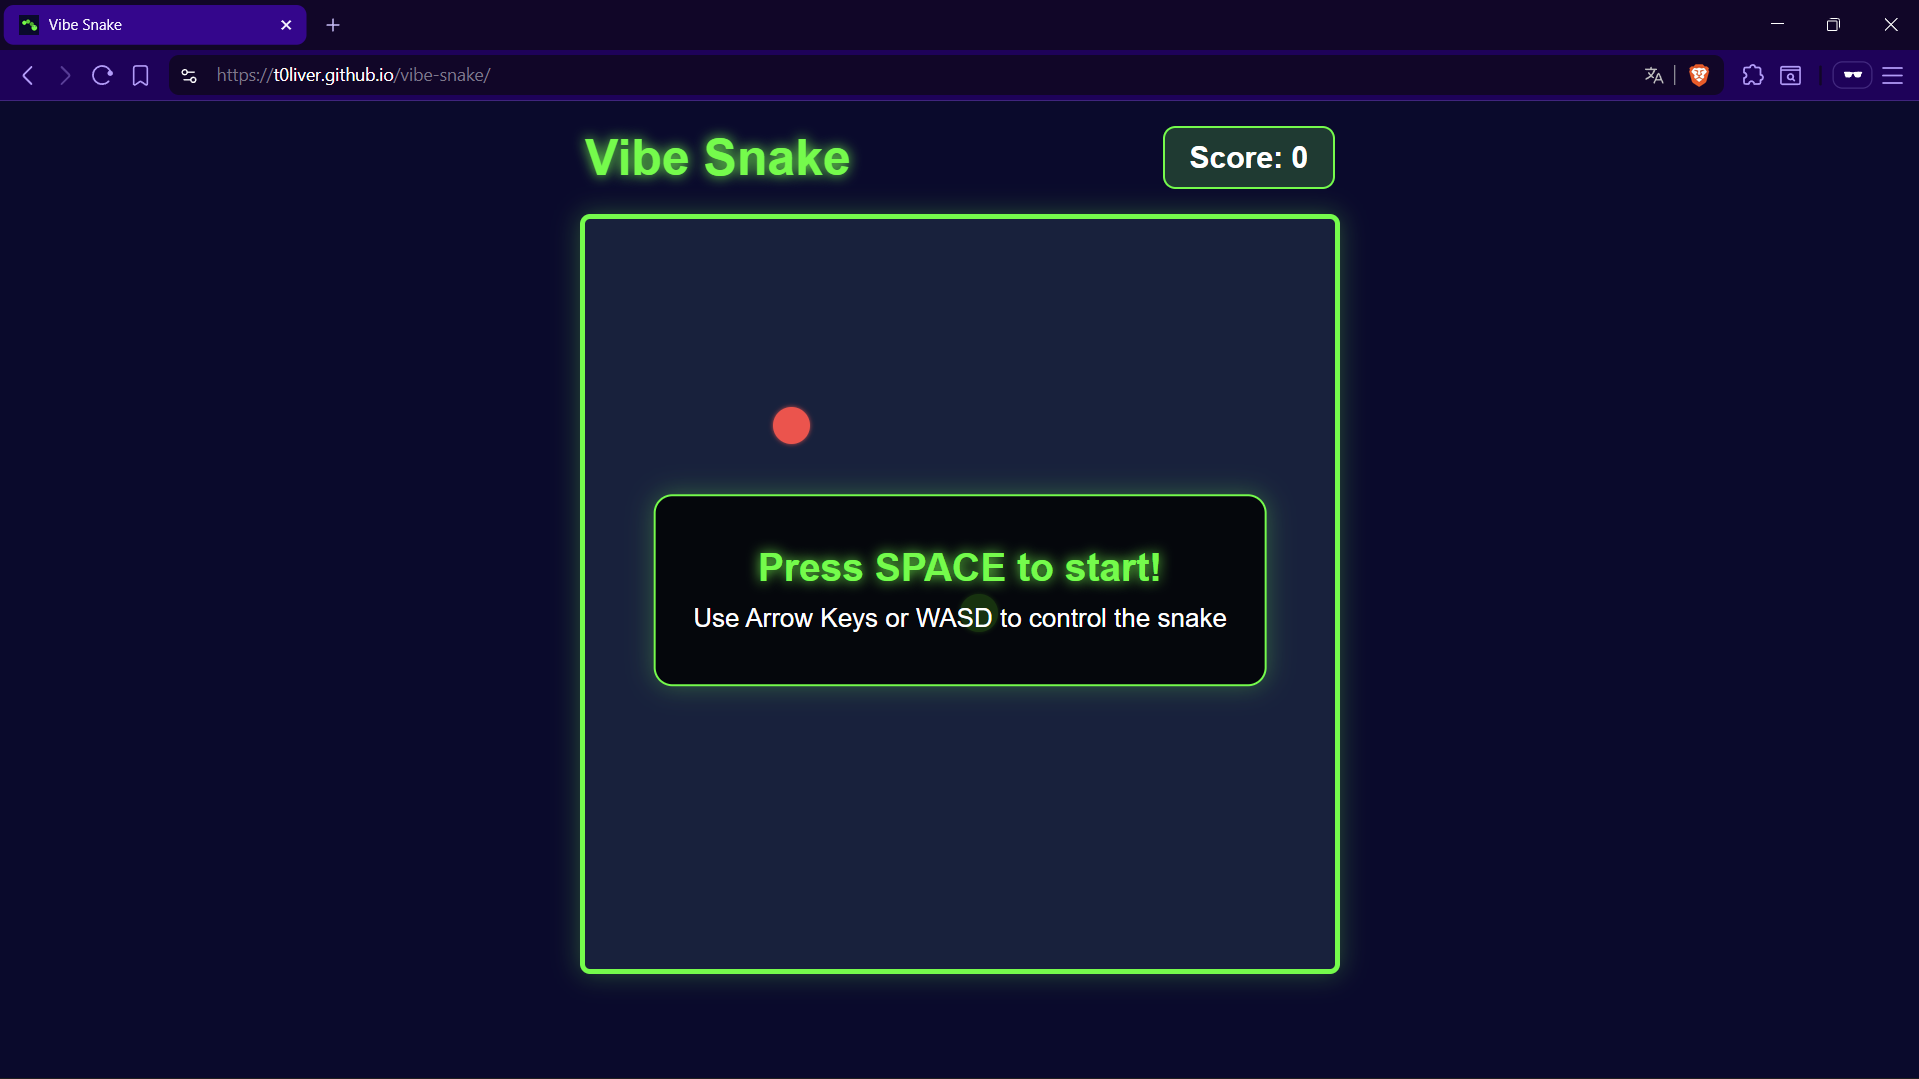 Vibe Snake
https://t0liver.github.io/vibe-snake/
Vibe Snake
Score: 0
Press SPACE to start!
Use Arrow Keys or WASD to control the snake